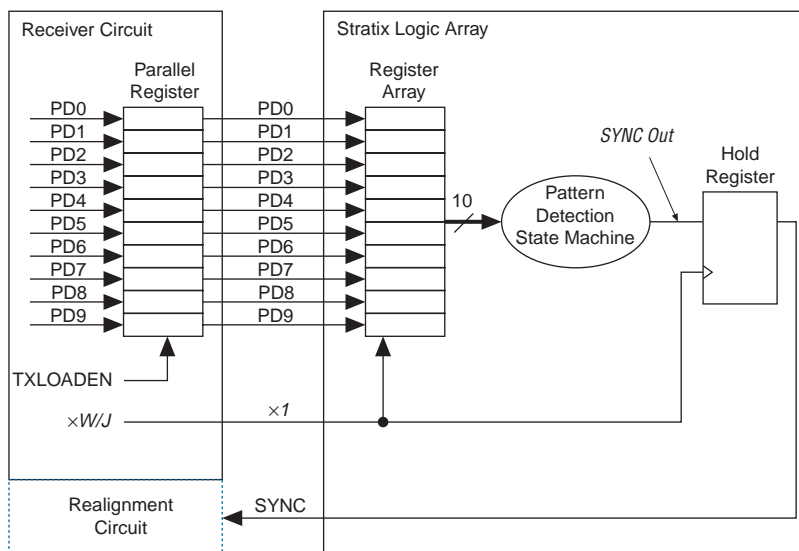 Receiver Circuit
Stratix Logic Array
Parallel
Register
Register
Array
PD0
PD0
PD1
PD1
PD2
PD2
PD3
PD3
PD4
PD4
PD5
PD5
PD6
PD6
PD7
PD7
PD8
PD8
PD9
PD9
10
Pattern
Detection
State Machine
SYNC Out
Hold
Register
TXLOADEN
×W/J
×1
Realignment
Circuit
SYNC